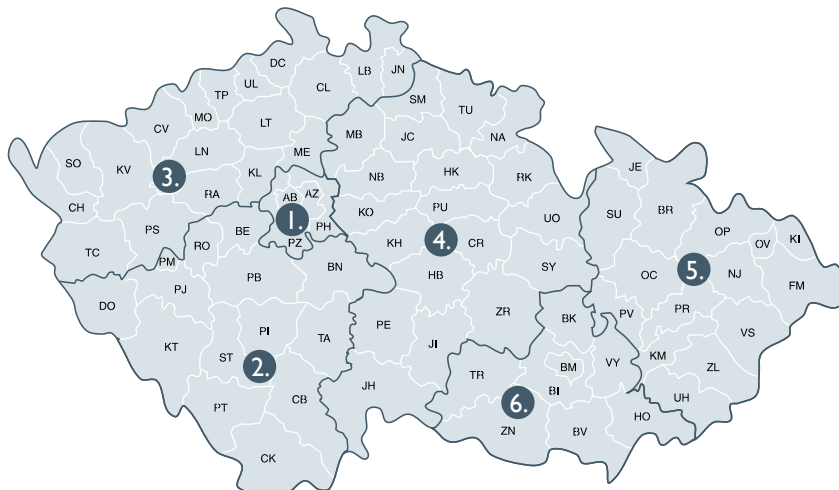 DC LB JN
UL CL
TP SM
MO TU
CV LT
MB JC NA
LN ME
SO KV KL NB HK RK JE
3.
RA AB AZ
CH KO PU SU BR
1. UO
PS PH OP KI
RO BE PZ KH 4. CR OV
TC
PM BN SY OC 5. NJ
PB HB FM
PJ
DO ZR PR
PI BK PV
PE VS
KT TA JI
ST KM
2. BM VY ZL
TR
JH BI
CB UH
PT 6. HO
ZN BV
CK